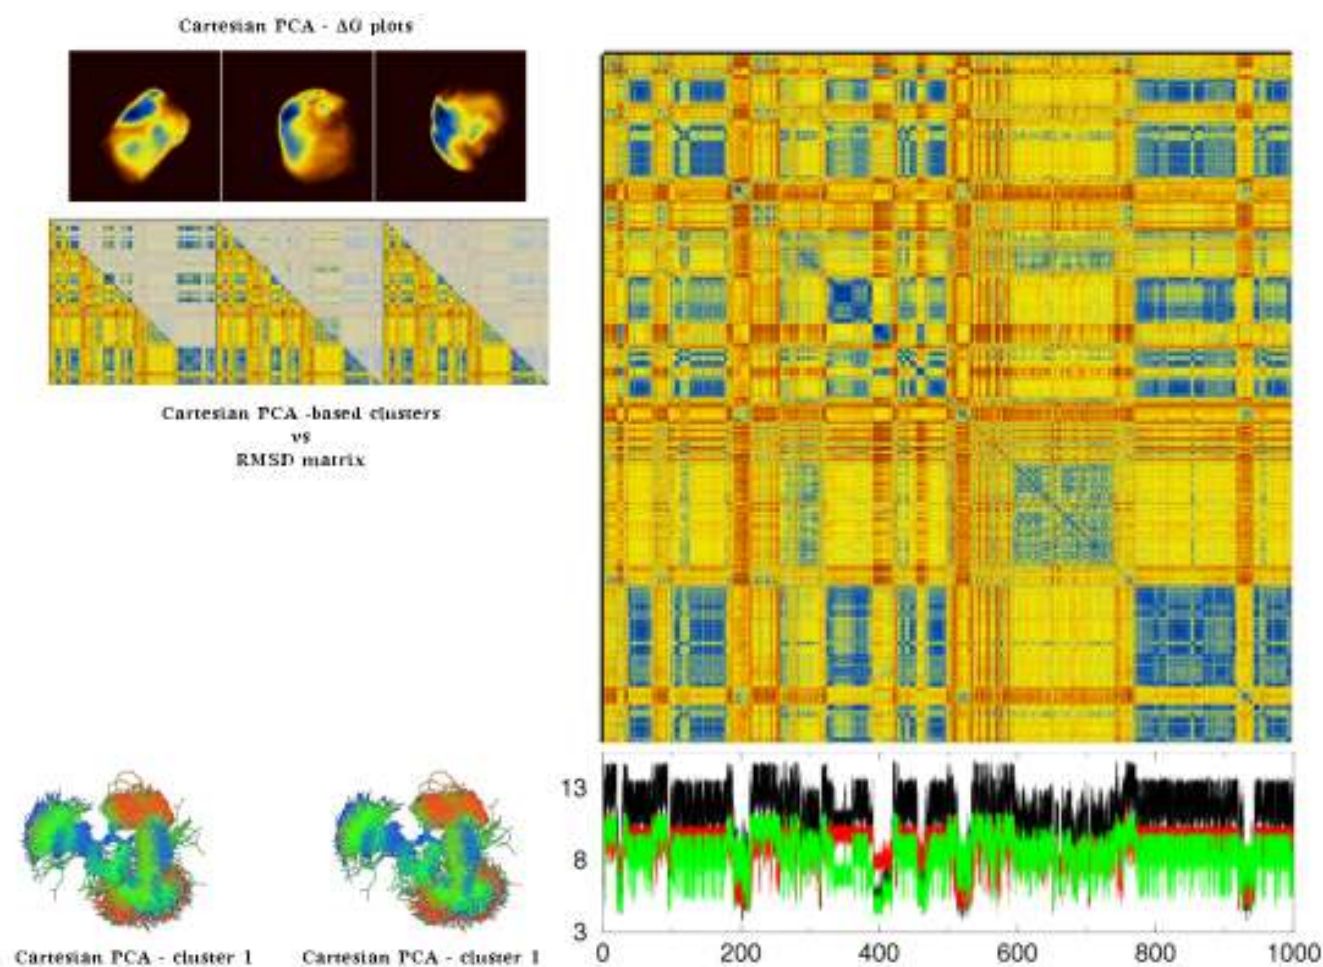 Cartesian PCA - ΔG plots
Cartesian PCA -based clusters
vs
RMSD matrix
13
8
3
0 200 400 600 800 1000
Cartesian PCA - cluster 1 Cartesian PCA - cluster 1